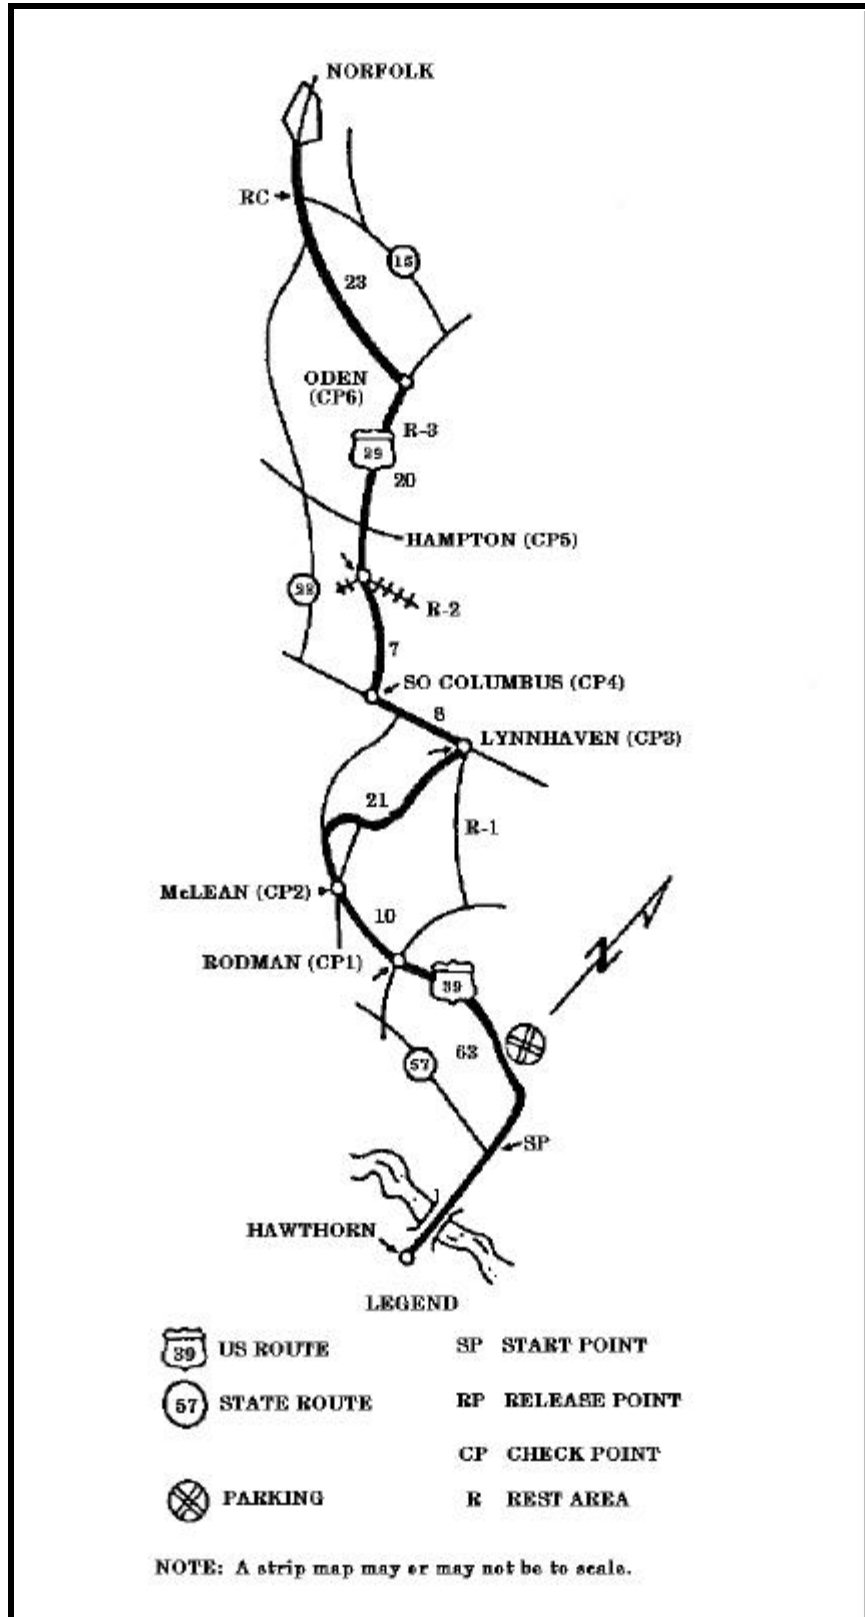 NORFOLK
RC
15
23
ODEN
(CP6)
R-3
29
20
HAMPTON (CP5)
R-2
7
SO COLUMBUS (CP4)
8
LYNNHAVEN (CP3)
21
R-1
McLEAN (CP2)
10
N
RODMAN (CP1)
39
63
57
SP
HAWTHORN
LEGEND
39 US ROUTE
SP START POINT
57 STATE ROUTE
RP RELEASE POINT
CP CHECK POINT
PARKING
R REST AREA
NOTE: A strip map may or may not be to scale.